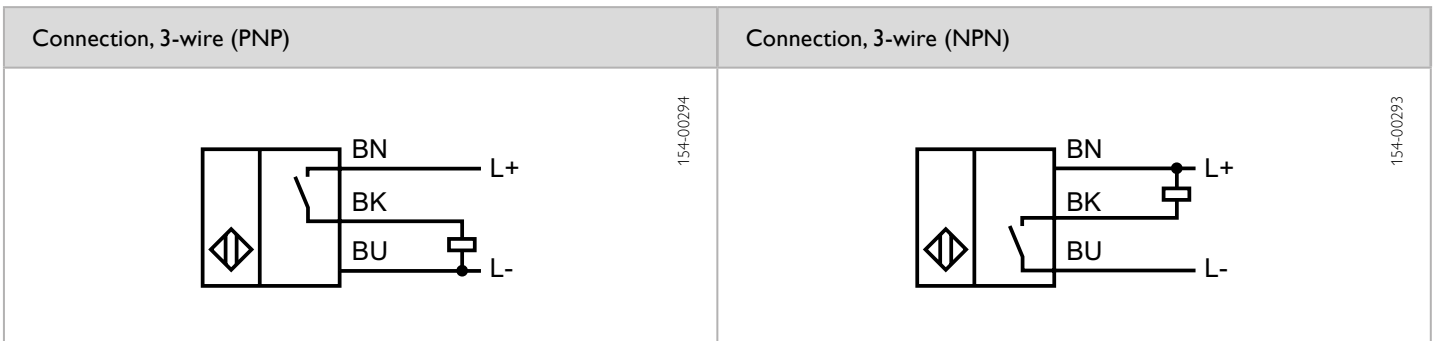 Connection, 3-wire (PNP)
Connection, 3-wire (NPN)
BN
L+
BK
BU
L-
154-00294
BN
L+
BK
BU
L-
154-00293